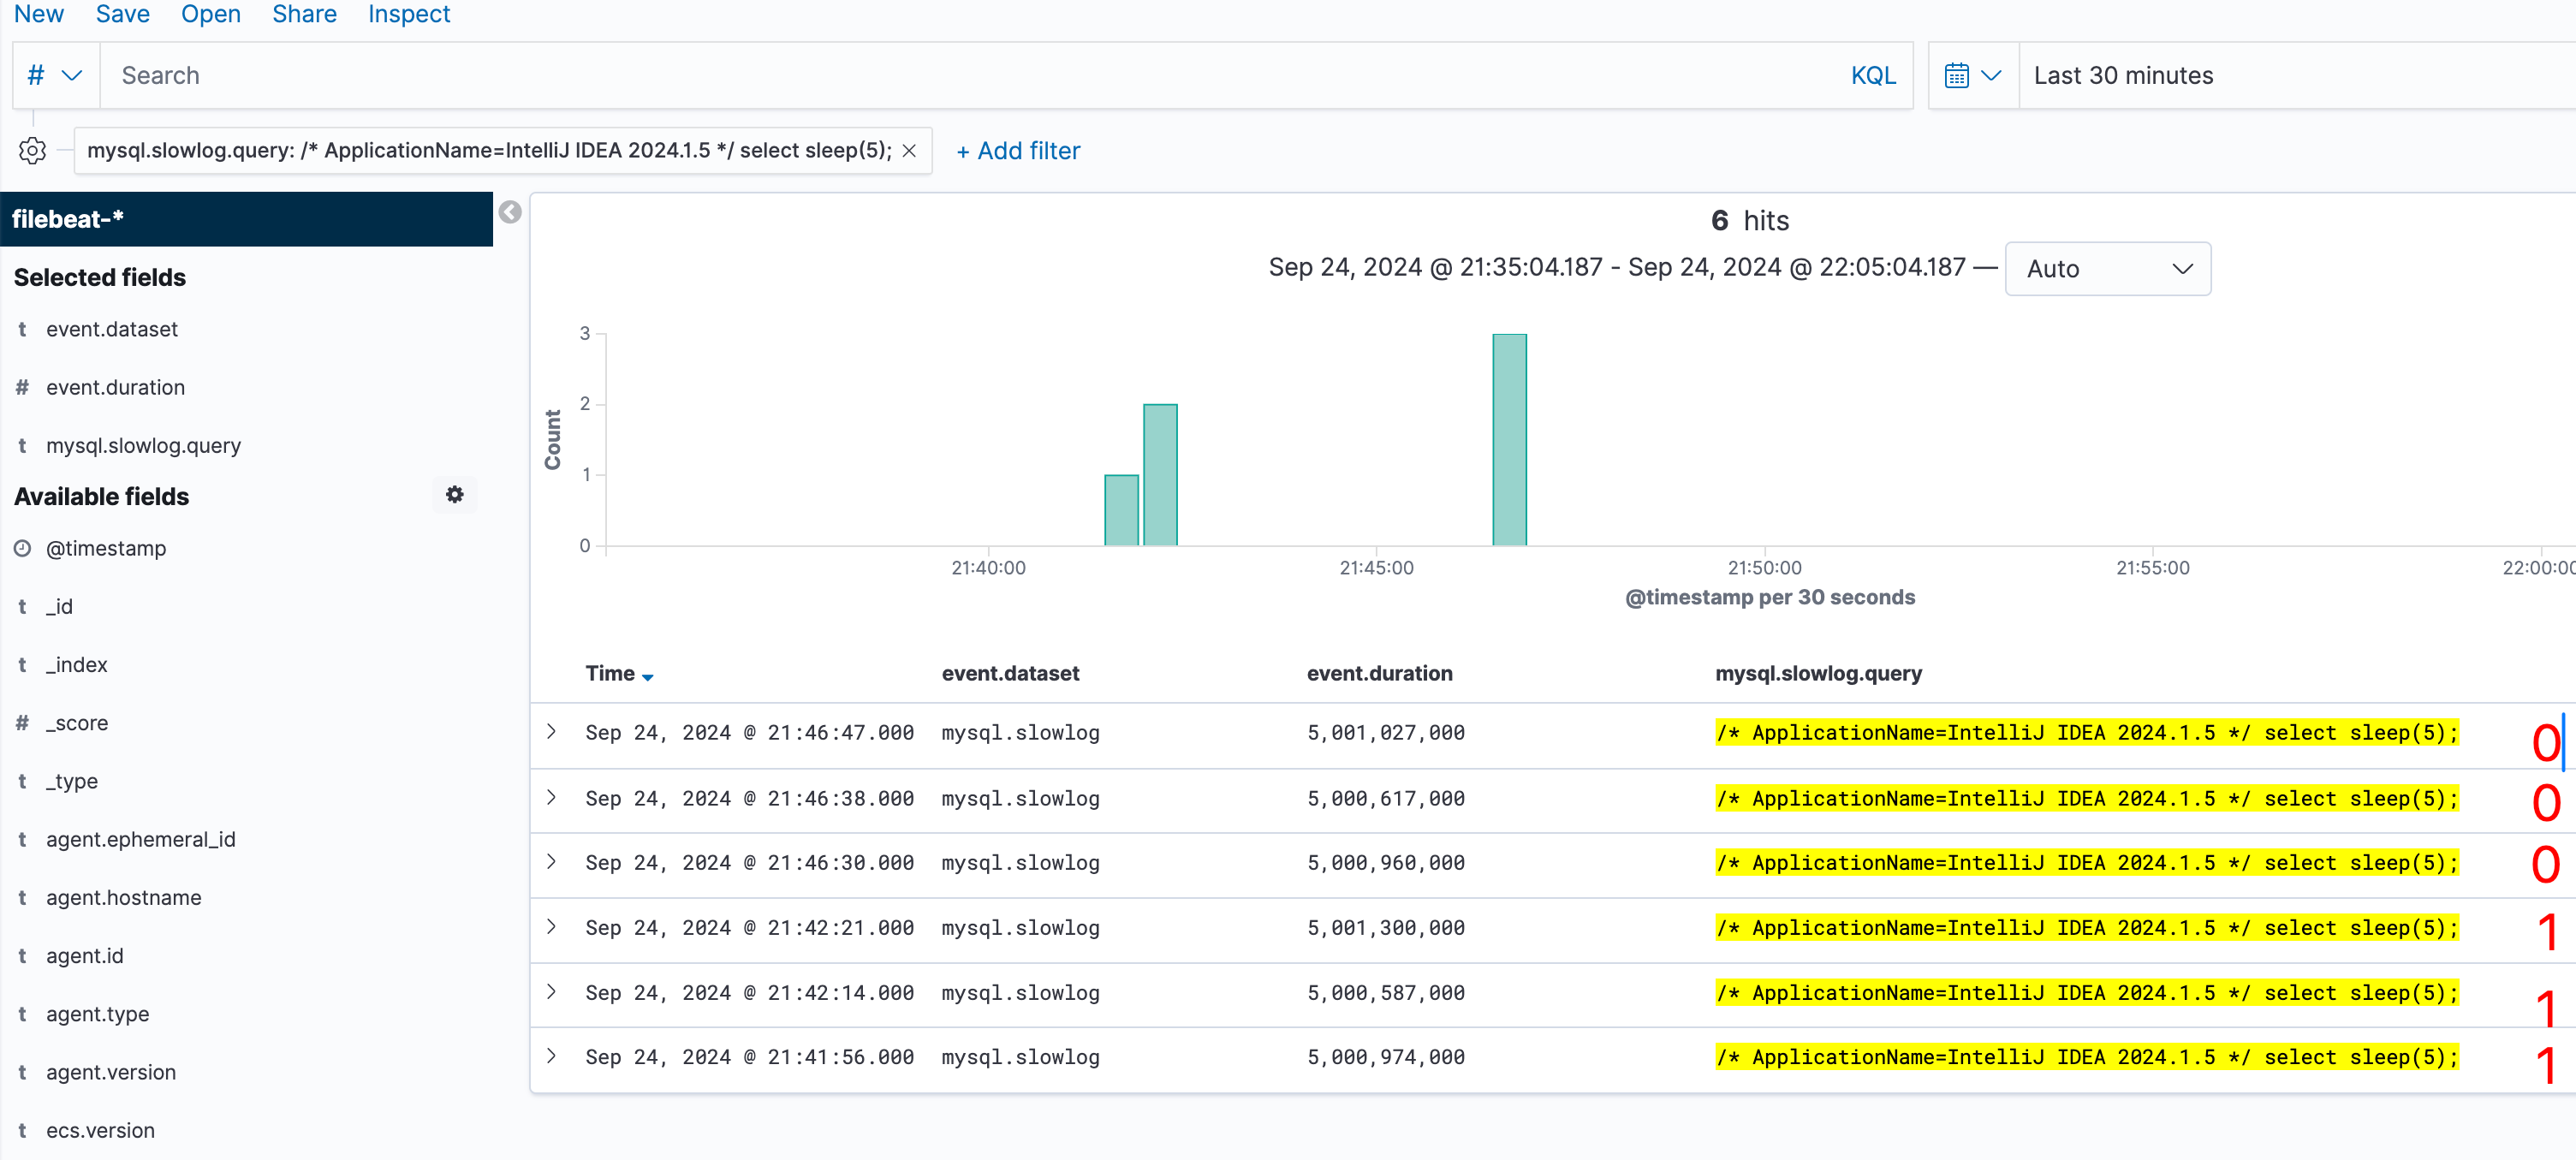 New Save Open Share Inspect
# Search KQL Last 30 minutes
mysql.slowlog.query: /* ApplicationName=IntelliJ IDEA 2024.1.5 */ select sleep(5); × + Add filter
filebeat-*
Selected fields
t event.dataset
# event.duration
t mysql.slowlog.query
Available fields
@timestamp
t _id
t _index
# _score
t _type
t agent.ephemeral_id
t agent.hostname
t agent.id
t agent.type
t agent.version
t ecs.version
6 hits
Sep 24, 2024 @ 21:35:04.187 - Sep 24, 2024 @ 22:05:04.187 — Auto
Count
3
2
1
0
21:40:00 21:45:00 21:50:00 21:55:00 22:00:00
@timestamp per 30 seconds
Time event.dataset event.duration mysql.slowlog.query
Sep 24, 2024 @ 21:46:47.000 mysql.slowlog 5,001,027,000 /* ApplicationName=IntelliJ IDEA 2024.1.5 */ select sleep(5); 0
Sep 24, 2024 @ 21:46:38.000 mysql.slowlog 5,000,617,000 /* ApplicationName=IntelliJ IDEA 2024.1.5 */ select sleep(5); 0
Sep 24, 2024 @ 21:46:30.000 mysql.slowlog 5,000,960,000 /* ApplicationName=IntelliJ IDEA 2024.1.5 */ select sleep(5); 0
Sep 24, 2024 @ 21:42:21.000 mysql.slowlog 5,001,300,000 /* ApplicationName=IntelliJ IDEA 2024.1.5 */ select sleep(5); 1
Sep 24, 2024 @ 21:42:14.000 mysql.slowlog 5,000,587,000 /* ApplicationName=IntelliJ IDEA 2024.1.5 */ select sleep(5); 1
Sep 24, 2024 @ 21:41:56.000 mysql.slowlog 5,000,974,000 /* ApplicationName=IntelliJ IDEA 2024.1.5 */ select sleep(5); 1